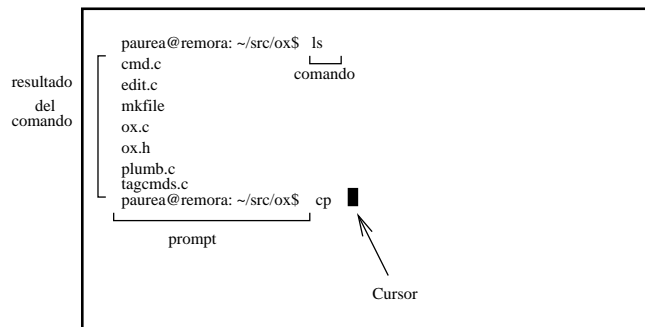 paurea@remora: ~/src/ox$ ls
cmd.c
comando
edit.c
resultado
del
comando
mkfile
ox.c
ox.h
plumb.c
tagcmds.c
paurea@remora: ~/src/ox$ cp
prompt
Cursor